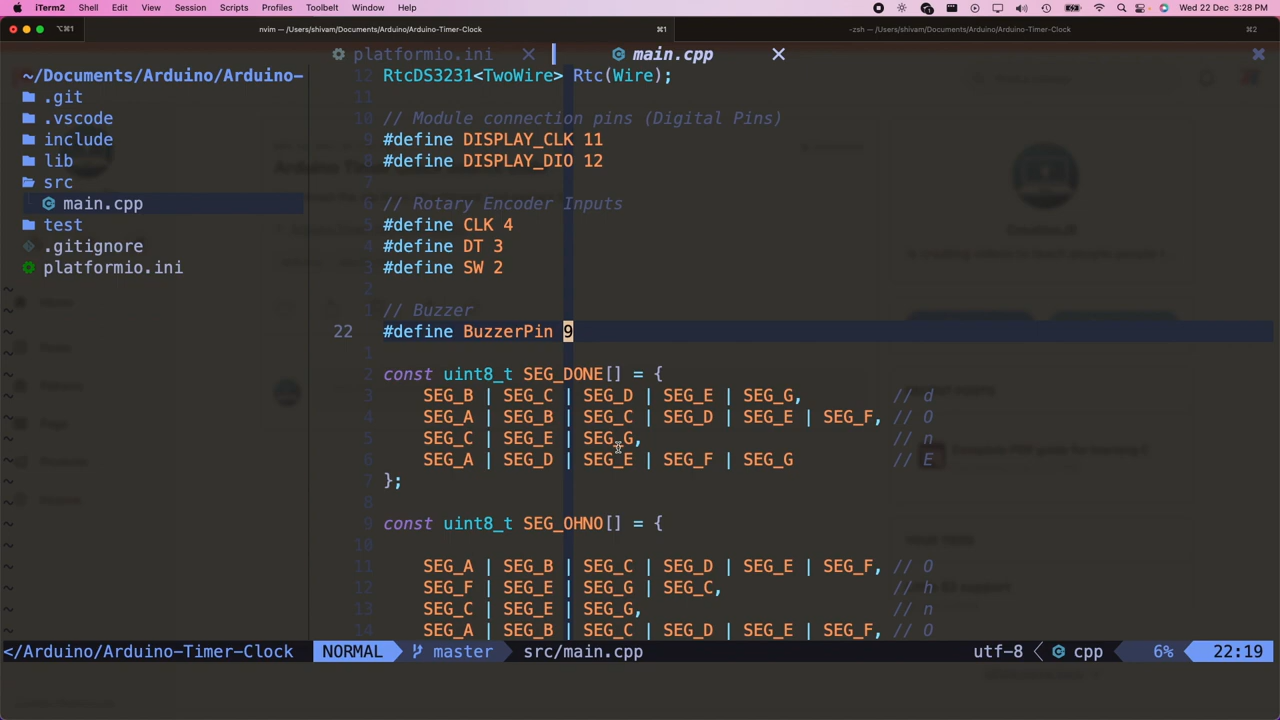 iTerm2 Shell Edit View Session Scripts Profiles Toolbelt Window Help Wed 22 Dec 3:28 PM
⌥⌘1 nvim — /Users/shivam/Documents/Arduino/Arduino-Timer-Clock ⌘1 -zsh — /Users/shivam/Documents/Arduino/Arduino-Timer-Clock ⌘2
platformio.ini main.cpp
~/Documents/Arduino/Arduino-
.git
.vscode
include
lib
src
main.cpp
test
.gitignore
platformio.ini
12 RtcDS3231<TwoWire> Rtc(Wire);
11
10 // Module connection pins (Digital Pins)
9 #define DISPLAY_CLK 11
8 #define DISPLAY_DIO 12
7
6 // Rotary Encoder Inputs
5 #define CLK 4
4 #define DT 3
3 #define SW 2
2
1 // Buzzer
22 #define BuzzerPin 9
1
2 const uint8_t SEG_DONE[] = {
3 SEG_B | SEG_C | SEG_D | SEG_E | SEG_G, // d
4 SEG_A | SEG_B | SEG_C | SEG_D | SEG_E | SEG_F, // O
5 SEG_C | SEG_E | SEG_G, // n
6 SEG_A | SEG_D | SEG_E | SEG_F | SEG_G // E
7 };
8
9 const uint8_t SEG_OHNO[] = {
10
11 SEG_A | SEG_B | SEG_C | SEG_D | SEG_E | SEG_F, // O
12 SEG_F | SEG_E | SEG_G | SEG_C, //h
13 SEG_C | SEG_E | SEG_G, // n
14 SEG_A | SEG_B | SEG_C | SEG_D | SEG_E | SEG_F, // O
</Arduino/Arduino-Timer-Clock NORMAL master src/main.cpp utf-8 cpp 6% 22:19